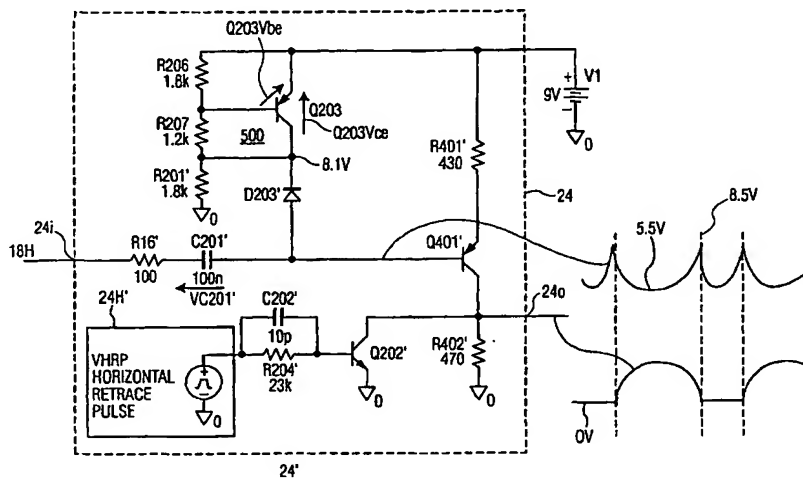 Q203Vbe
R206
1.8k
Q203
Q203Vce
+ V1
9V
-
0
R207
1.2k
500
8.1V
R401'
430
R201'
1.8k
0
D203'
24
8.5V
5.5V
24i
18H
R16'
100
C201'
100n
VC201'
Q401'
24o
24H'
C202'
10p
VHRP
HORIZONTAL
RETRACE
PULSE
+
0
R204'
23k
Q202'
0
R402'
470
0
0V
24'